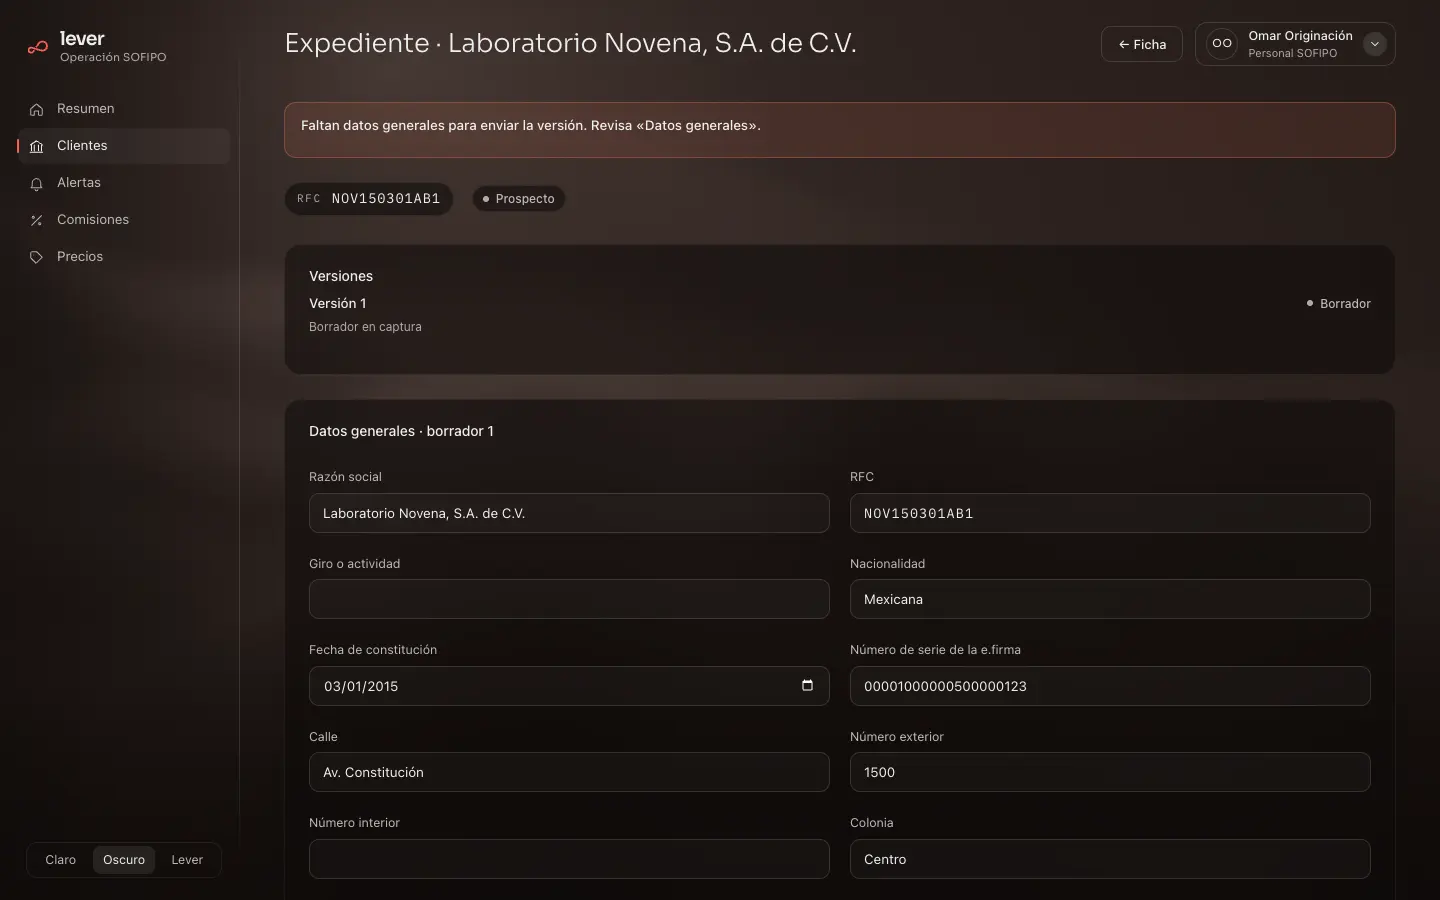 lever
Operación SOFIPO
Resumen
Clientes
Alertas
Comisiones
Precios
Claro
Oscuro
Lever
Expediente · Laboratorio Novena, S.A. de C.V.
← Ficha
OO
Omar Originación
Personal SOFIPO
Faltan datos generales para enviar la versión. Revisa «Datos generales».
RFC NOV150301AB1
Prospecto
Versiones
Versión 1
Borrador
Borrador en captura
Datos generales · borrador 1
Razón social
Laboratorio Novena, S.A. de C.V.
RFC
NOV150301AB1
Giro o actividad
Nacionalidad
Mexicana
Fecha de constitución
03/01/2015
Número de serie de la e.firma
00001000000500000123
Calle
Av. Constitución
Número exterior
1500
Número interior
Colonia
Centro